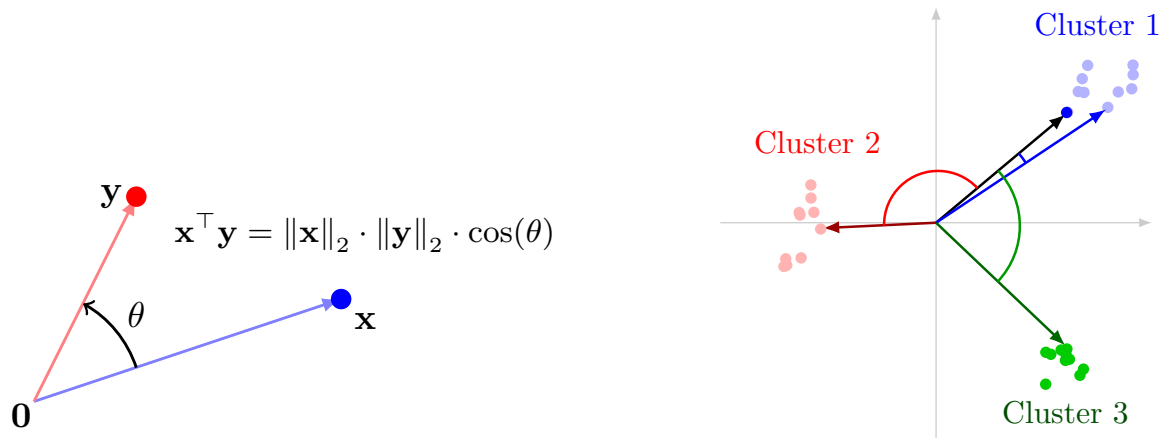 Cluster 1
Cluster 2
y
x⊤y = ‖x‖₂ · ‖y‖₂ · cos(θ)
θ
x
0
Cluster 3